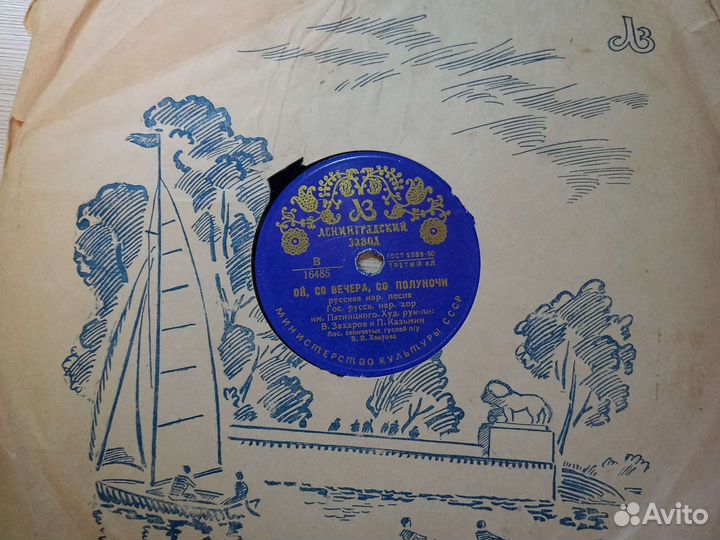 ЛЗ
ЛЗ
ЛЕНИНГРАДСКИЙ
ЗАВОД
В
16485
ГОСТ 5289-50
ТРЕТИЙ КЛ
ОЙ, СО ВЕЧЕРА, СО ПОЛУНОЧИ
русская нар. песня
Гос. русск. нар. хор
им. Пятницкого. Худ. рук-ли:
В. Захаров и П. Казьмин
Анс. звончатых гуслей п/у
В. В. Хватова
МИНИСТЕРСТВО КУЛЬТУРЫ СССР
Avito